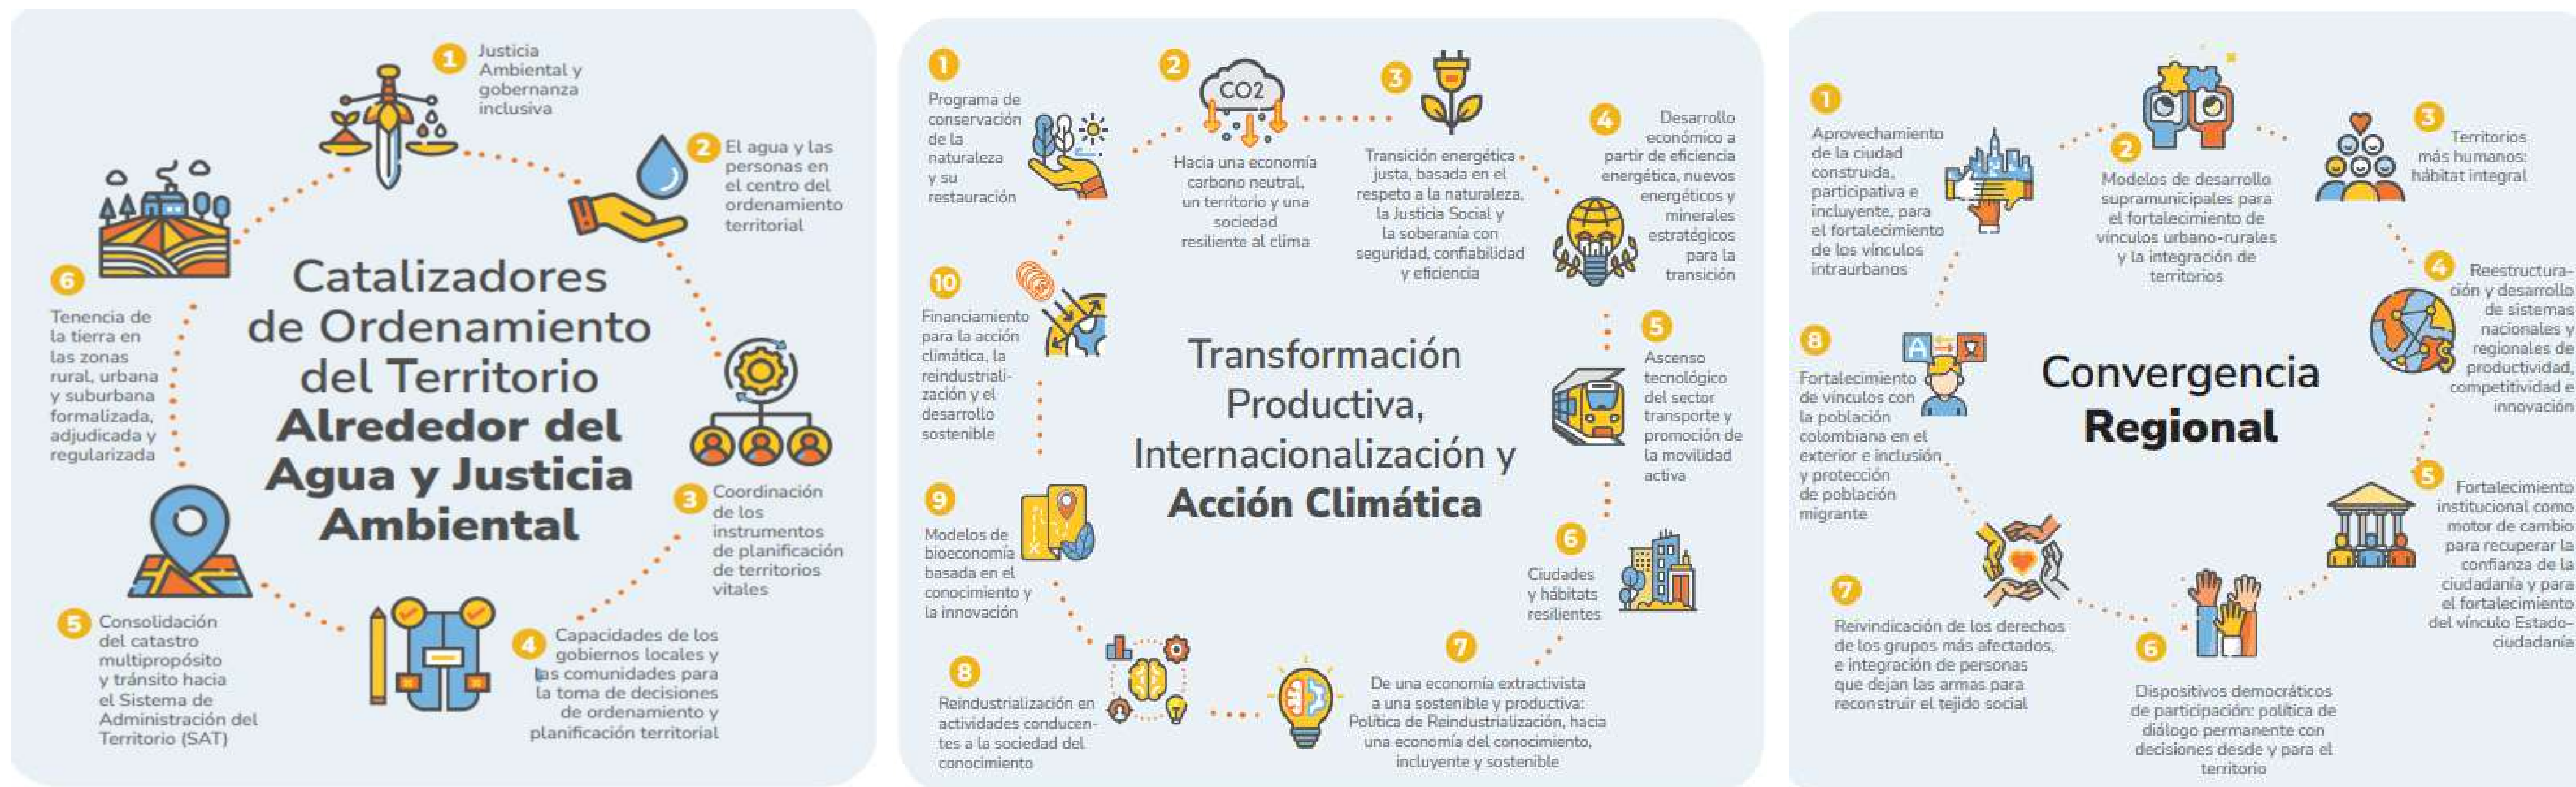 1
Justicia
Ambiental y
gobernanza
inclusiva
2
El agua y las
personas en
el centro del
ordenamiento
territorial
Catalizadores
de Ordenamiento
del Territorio
Alrededor del
Agua y Justicia
Ambiental
3
Coordinación
de los
instrumentos
de planificación
de territorios
vitales
4
Capacidades de los
gobiernos locales y
las comunidades para
la toma de decisiones
de ordenamiento y
planificación territorial
5
Consolidación
del catastro
multipropósito
y tránsito hacia
el Sistema de
Administración del
Territorio (SAT)
6
Tenencia de
la tierra en
las zonas
rural, urbana
y suburbana
formalizada,
adjudicada y
regularizada
1
Programa de
conservación
de la
naturaleza
y su
restauración
2
CO2
Hacia una economía
carbono neutral,
un territorio y una
sociedad
resiliente al clima
3
Transición energética
justa, basada en el
respeto a la naturaleza,
la Justicia Social y
la soberanía con
seguridad, confiabilidad
y eficiencia
4
Desarrollo
económico a
partir de eficiencia
energética, nuevos
energéticos y
minerales
estratégicos
para la
transición
Transformación
Productiva,
Internacionalización y
Acción Climática
5
Ascenso
tecnológico
del sector
transporte y
promoción de
la movilidad
activa
6
Ciudades
y hábitats
resilientes
7
De una economía extractivista
a una sostenible y productiva:
Política de Reindustrialización, hacia
una economía del conocimiento,
incluyente y sostenible
8
Reindustrialización en
actividades conducen-
tes a la sociedad del
conocimiento
9
Modelos de
bioeconomía
basada en el
conocimiento y
la innovación
10
Financiamiento
para la acción
climática, la
reindustriali-
zación y el
desarrollo
sostenible
1
Aprovechamiento
de la ciudad
construida,
participativa e
incluyente, para
el fortalecimiento
de los vínculos
intraurbanos
2
Modelos de desarrollo
supramunicipales para
el fortalecimiento de
vínculos urbano-rurales
y la integración de
territorios
3
Territorios
más humanos:
hábitat integral
4
Reestructura-
ción y desarrollo
de sistemas
nacionales y
regionales de
productividad,
competitividad e
innovación
Convergencia
Regional
5
Fortalecimiento
institucional como
motor de cambio
para recuperar la
confianza de la
ciudadanía y para
el fortalecimiento
del vínculo Estado-
ciudadanía
6
Dispositivos democráticos
de participación: política de
diálogo permanente con
decisiones desde y para el
territorio
7
Reivindicación de los derechos
de los grupos más afectados,
e integración de personas
que dejan las armas para
reconstruir el tejido social
8
A
Fortalecimiento
de vínculos con
la población
colombiana en el
exterior e inclusión
y protección
de población
migrante